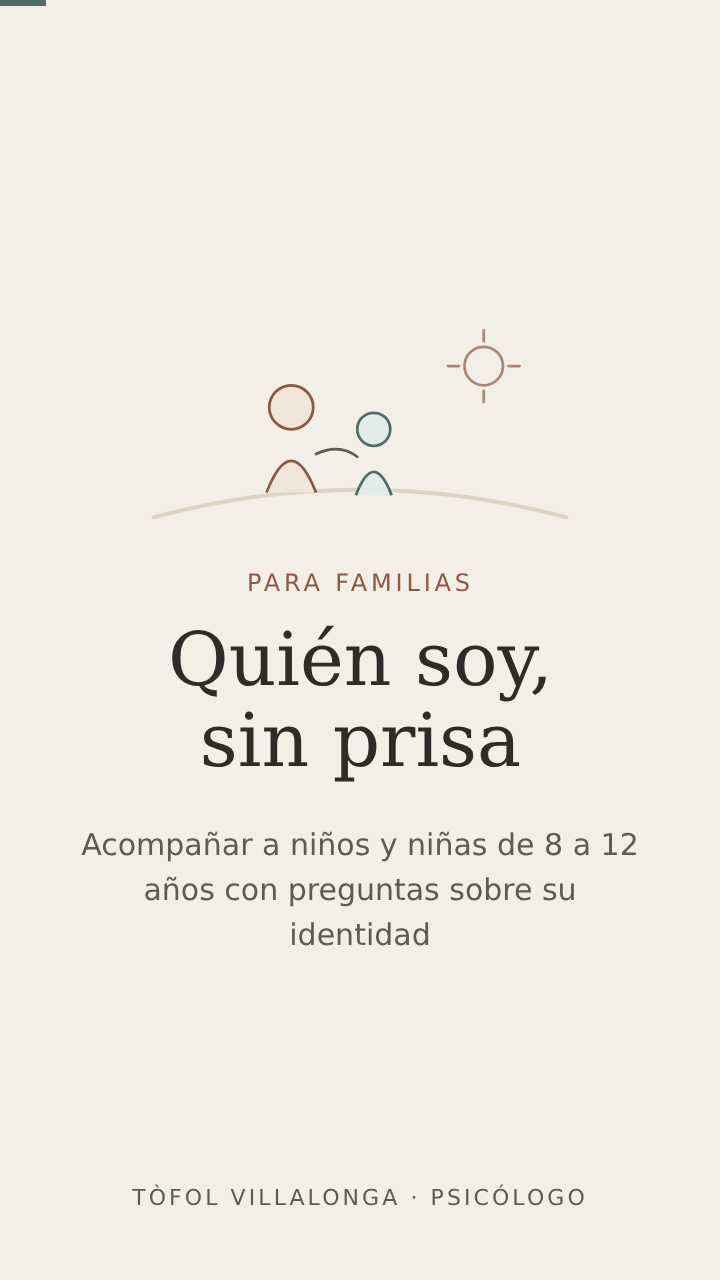 PARA FAMILIAS
Quién soy,
sin prisa
Acompañar a niños y niñas de 8 a 12
años con preguntas sobre su
identidad
TÒFOL VILLALONGA · PSICÓLOGO